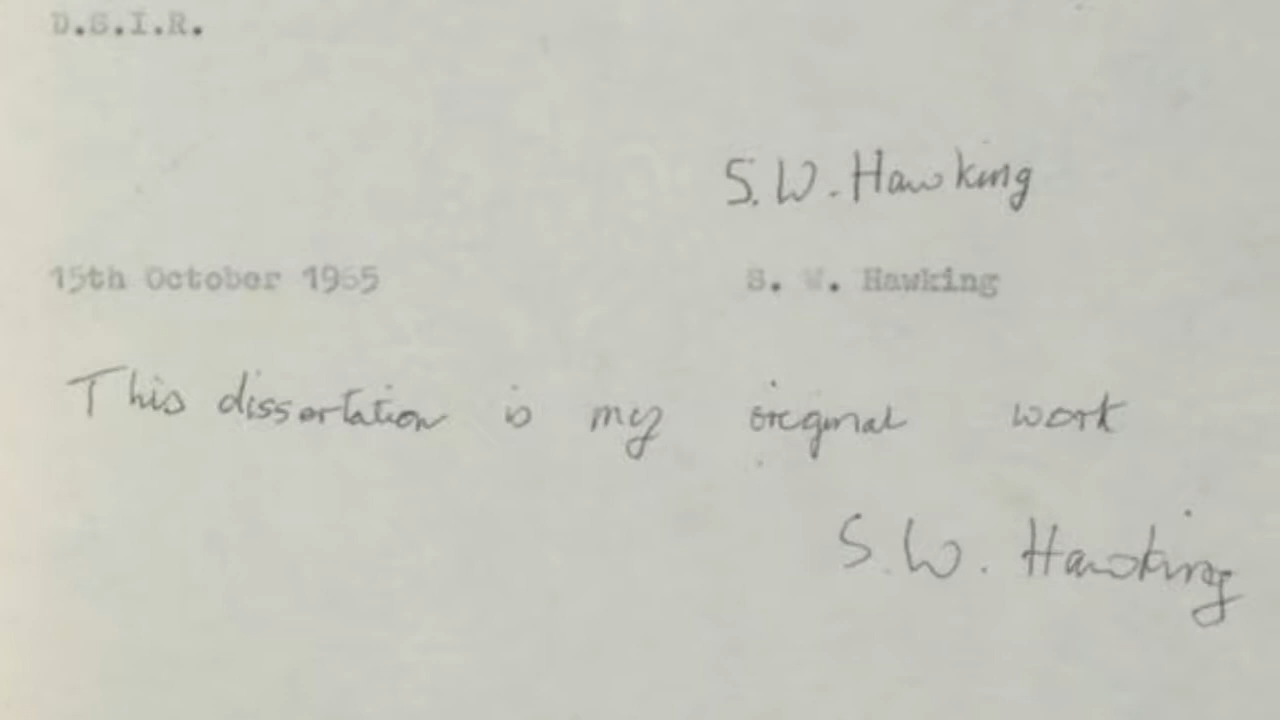 D.S.I.R.
S. W. Hawking
15th October 1965 S. W. Hawking
This dissertation is my original work
S. W. Hawking